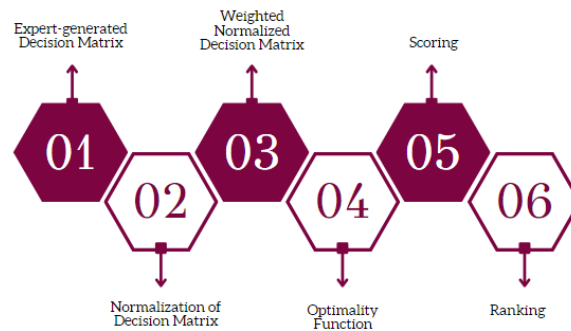 Expert-generated
Decision Matrix
Weighted
Normalized
Decision Matrix
Scoring
01
02
03
04
05
06
Normalization of
Decision Matrix
Optimality
Function
Ranking